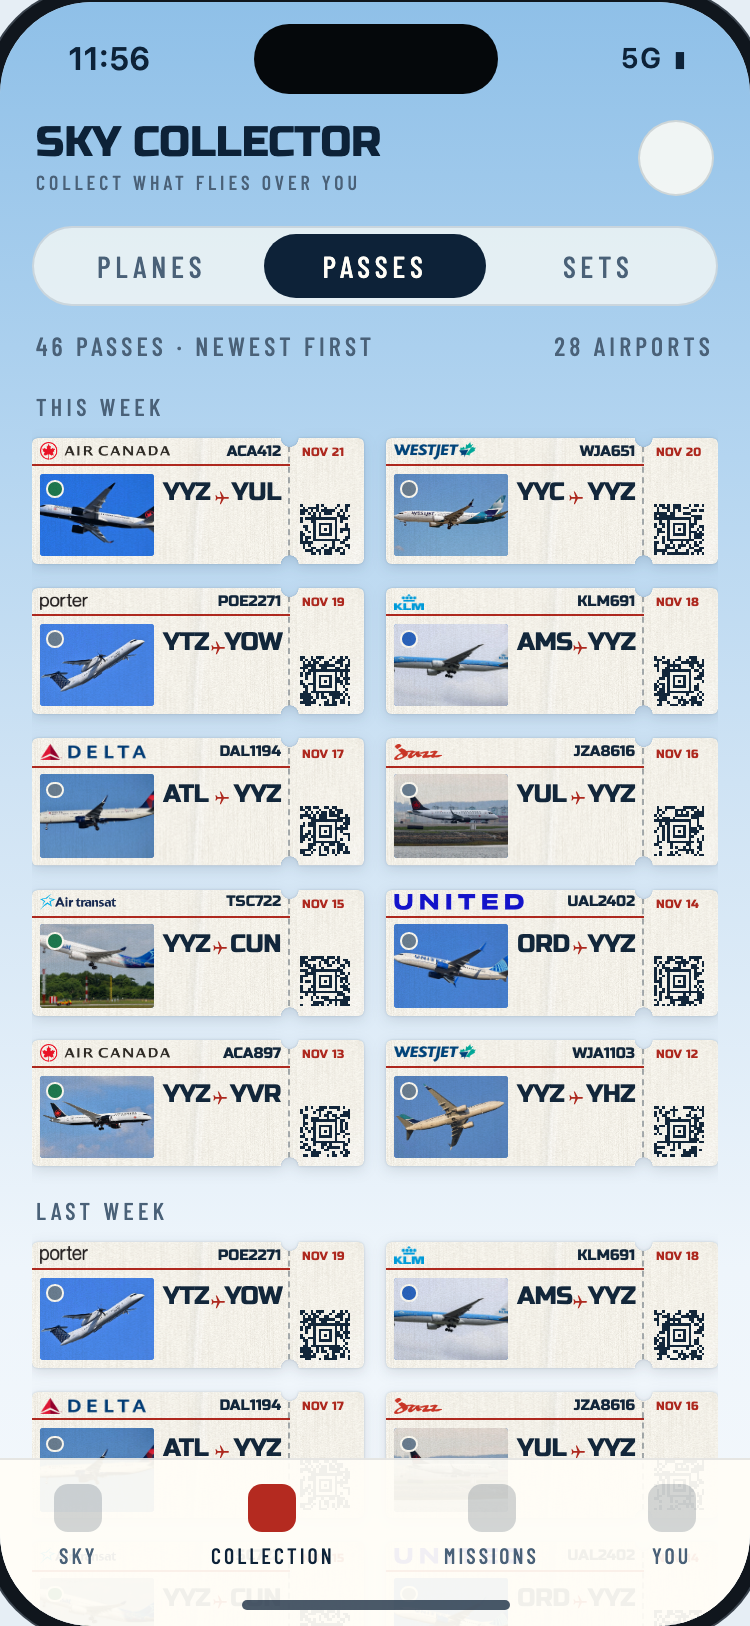 11:56
5G
SKY COLLECTOR
COLLECT WHAT FLIES OVER YOU
PLANES
PASSES
SETS
46 PASSES · NEWEST FIRST
28 AIRPORTS
THIS WEEK
AIR CANADA ACA412 NOV 21
YYZ YUL
WESTJET WJA651 NOV 20
YYC YYZ
porter POE2271 NOV 19
YTZ YOW
KLM KLM691 NOV 18
AMS YYZ
DELTA DAL1194 NOV 17
ATL YYZ
Jazz JZA8616 NOV 16
YUL YYZ
Air transat TSC722 NOV 15
YYZ CUN
UNITED UAL2402 NOV 14
ORD YYZ
AIR CANADA ACA897 NOV 13
YYZ YVR
WESTJET WJA1103 NOV 12
YYZ YHZ
LAST WEEK
porter POE2271 NOV 19
YTZ YOW
KLM KLM691 NOV 18
AMS YYZ
DELTA DAL1194 NOV 17
ATL YYZ
Jazz JZA8616 NOV 16
YUL YYZ
UAL2402
YYZ CUN
ORD YYZ
SKY
COLLECTION
MISSIONS
YOU